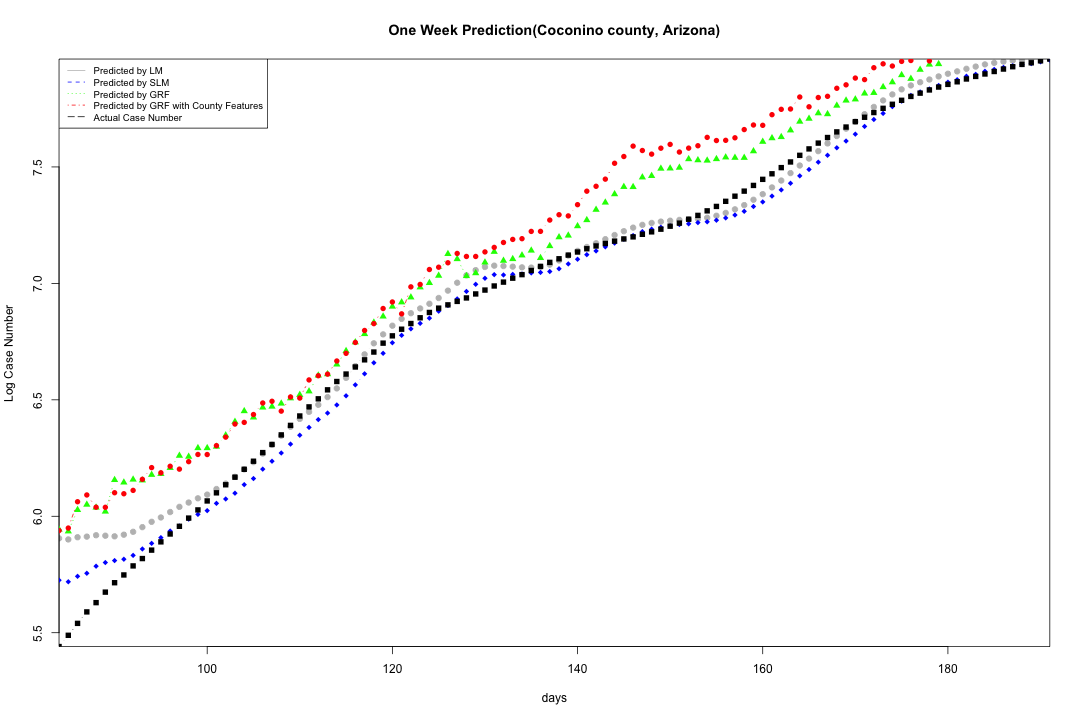 One Week Prediction(Coconino county, Arizona)
Predicted by LM
Predicted by SLM
Predicted by GRF
Predicted by GRF with County Features
Actual Case Number
Log Case Number
7.5
7.0
6.5
6.0
5.5
100 120 140 160 180
days